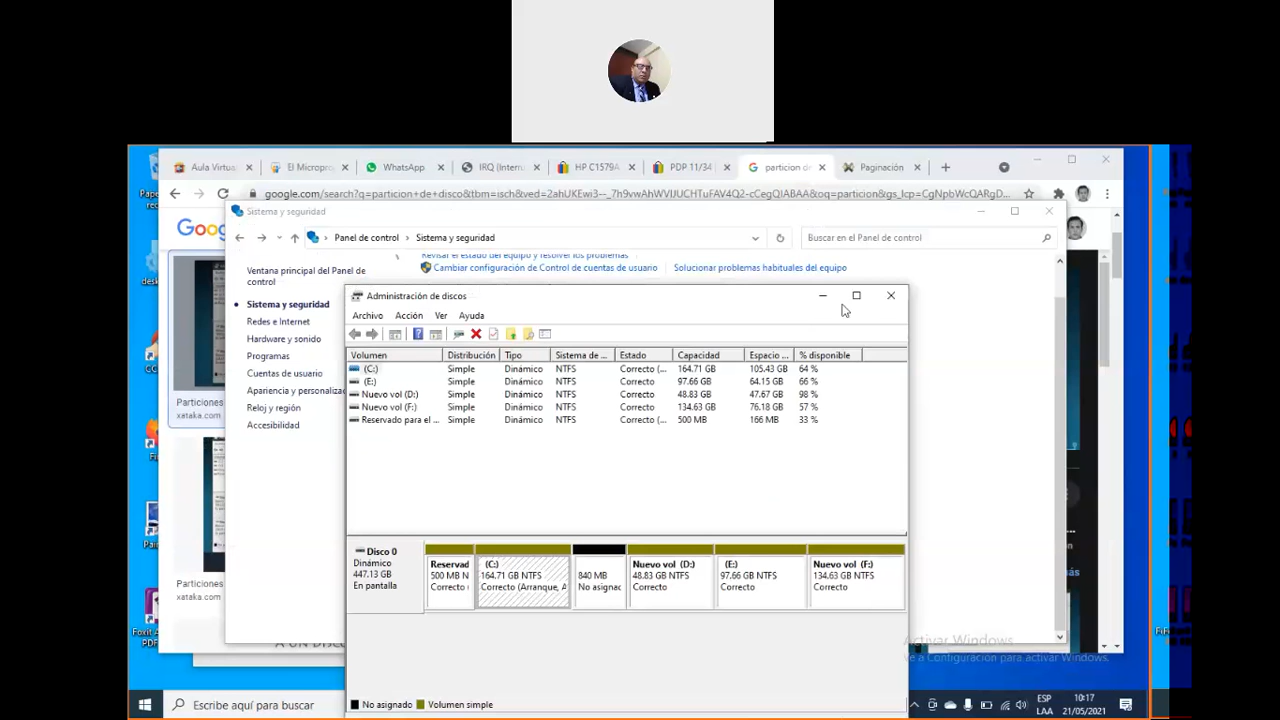 Aula Virtua
El Micropro
WhatsApp
IRQ (Intern
HP C1579A
PDP 11/34
particion de
Paginación
google.com/search?q=particion+de+disco&tbm=isch&ved=2ahUKEwi3--_7h9vwAhWVIJUCHTuFAV4Q2-cCegQIABAA&oq=particion&gs_lcp=CgNpbWcQARgD...
Sistema y seguridad
Panel de control
Sistema y seguridad
Buscar en el Panel de control
Ventana principal del Panel de
control
Sistema y seguridad
Redes e Internet
Hardware y sonido
Programas
Cuentas de usuario
Apariencia y personaliza
Reloj y región
Accesibilidad
Revisar el estado del equipo y resolver los problemas
Cambiar configuración de Control de cuentas de usuario
Solucionar problemas habituales del equipo
Administración de discos
Archivo Acción Ver Ayuda
Volumen Distribución Tipo Sistema de ... Estado Capacidad Espacio ... % disponible
(C:) Simple Dinámico NTFS Correcto (... 164.71 GB 105.43 GB 64 %
(E:) Simple Dinámico NTFS Correcto 97.66 GB 64.15 GB 66 %
Nuevo vol (D:) Simple Dinámico NTFS Correcto 48.83 GB 47.67 GB 98 %
Nuevo vol (F:) Simple Dinámico NTFS Correcto 134.63 GB 76.18 GB 57 %
Reservado para el ... Simple Dinámico NTFS Correcto (... 500 MB 166 MB 33 %
Disco 0
Dinámico
447.13 GB
En pantalla
Reservad
500 MB N
Correcto (
(C:)
164.71 GB NTFS
Correcto (Arranque, A
840 MB
No asignac
Nuevo vol (D:)
48.83 GB NTFS
Correcto
(E:)
97.66 GB NTFS
Correcto
Nuevo vol (F:)
134.63 GB NTFS
Correcto
No asignado Volumen simple
Particiones
xataka.com
Particiones
xataka.com
Goo
Foxit
PDF
Activar Windows
Ve a Configuración para activar Windows.
Escribe aquí para buscar
ESP
LAA
10:17
21/05/2021